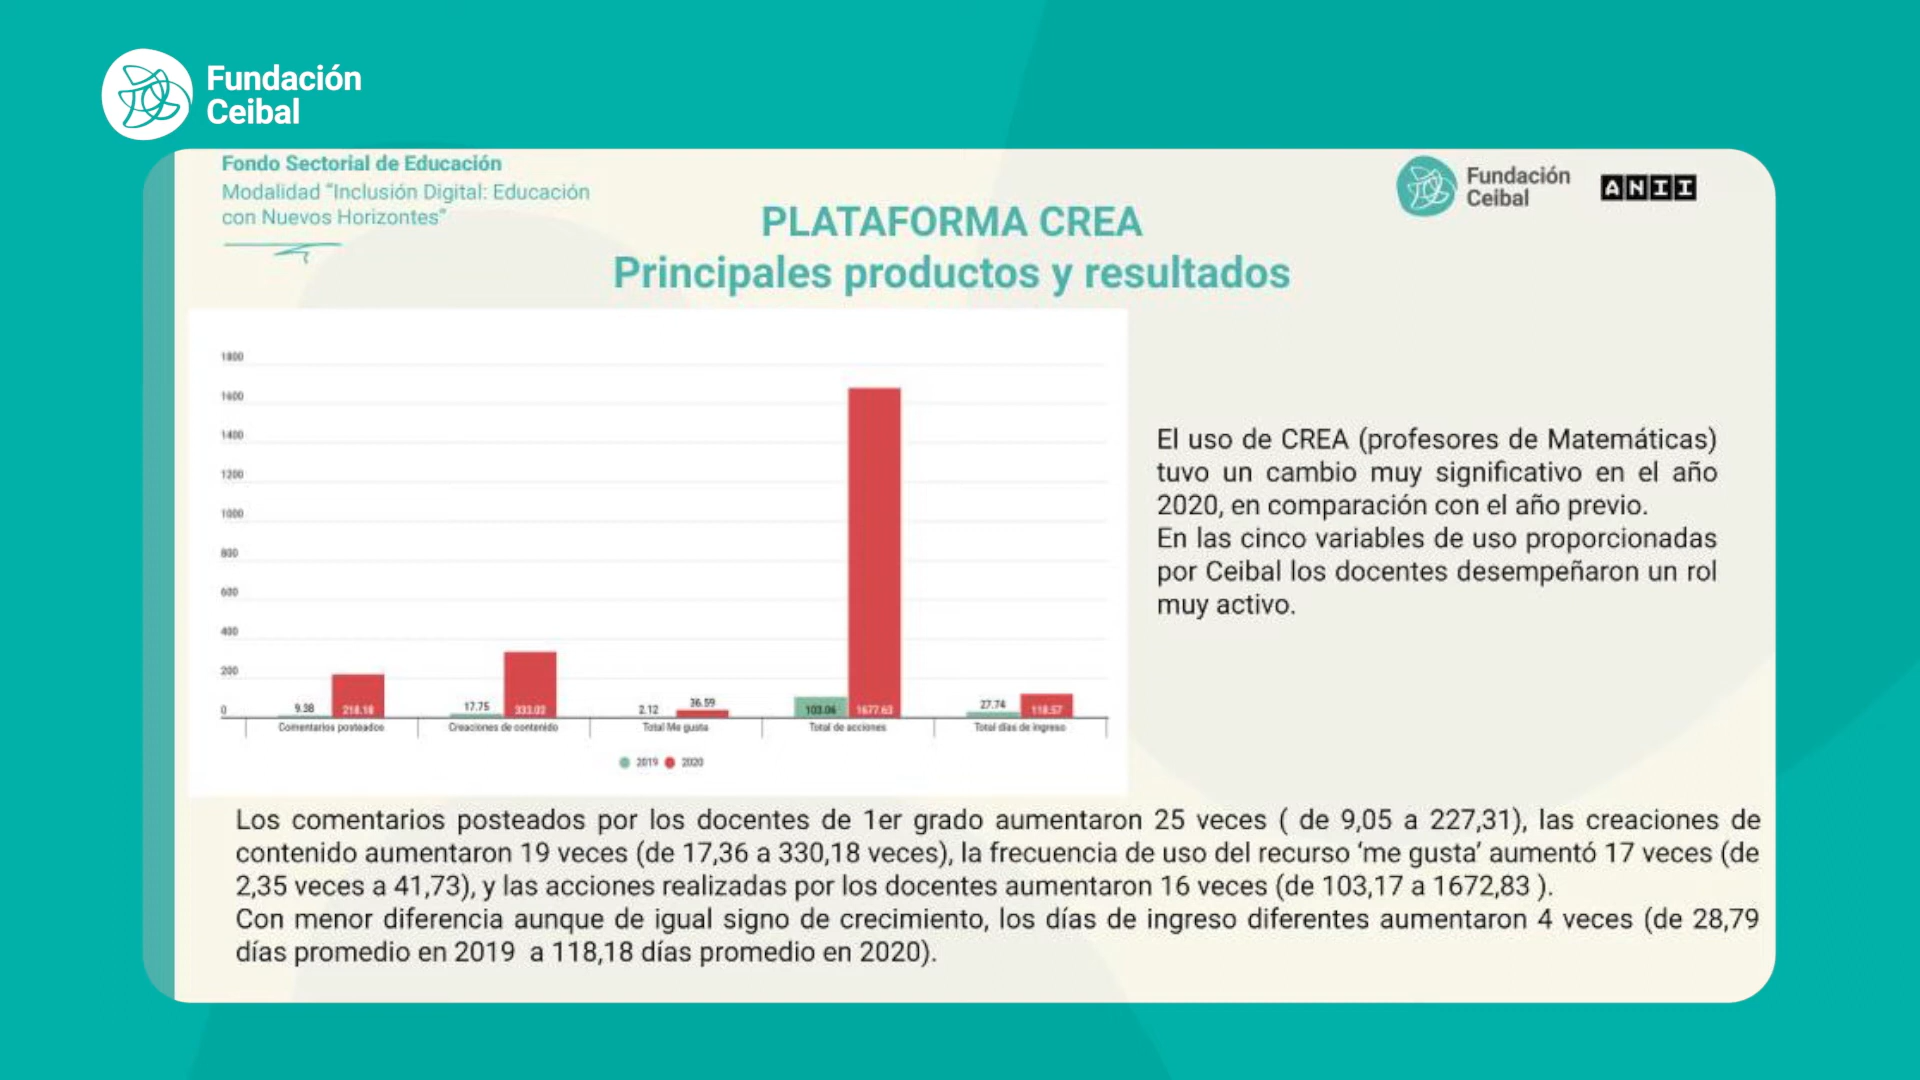 Fundación
Ceibal
Fondo Sectorial de Educación
Modalidad “Inclusión Digital: Educación
con Nuevos Horizontes”
Fundación
Ceibal
ANII
PLATAFORMA CREA
Principales productos y resultados
1800
1600
1400
1200
1000
800
600
400
200
0
9.38
218.18
17.75
333.02
2.12
36.59
103.06
1677.63
27.74
118.57
Comentarios posteados
Creaciones de contenido
Total Me gusta
Total de acciones
Total días de ingreso
2019
2020
El uso de CREA (profesores de Matemáticas)
tuvo un cambio muy significativo en el año
2020, en comparación con el año previo.
En las cinco variables de uso proporcionadas
por Ceibal los docentes desempeñaron un rol
muy activo.
Los comentarios posteados por los docentes de 1er grado aumentaron 25 veces ( de 9,05 a 227,31), las creaciones de
contenido aumentaron 19 veces (de 17,36 a 330,18 veces), la frecuencia de uso del recurso ‘me gusta’ aumentó 17 veces (de
2,35 veces a 41,73), y las acciones realizadas por los docentes aumentaron 16 veces (de 103,17 a 1672,83 ).
Con menor diferencia aunque de igual signo de crecimiento, los días de ingreso diferentes aumentaron 4 veces (de 28,79
días promedio en 2019  a 118,18 días promedio en 2020).